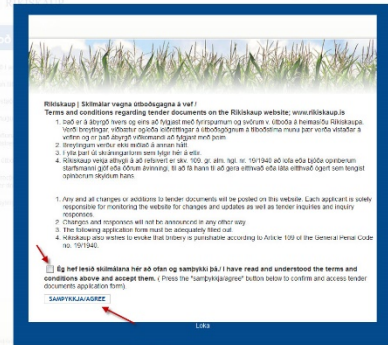 Ríkiskaup | Skilmálar vegna útboðsgagna á vef /
Terms and conditions regarding tender documents on the Rikiskaup website; www.rikiskaup.is
1. Það er á ábyrgð hvers og eins að fylgjast með fyrirspurnum og svörum v. útboða á heimasíðu Ríkiskaupa.
Verði breytingar, viðbætur og/eða leiðréttingar á útboðsgögnum á tilboðstíma munu þær verða vistaðar á
vefinn og er það ábyrgð viðkomandi að fylgjast með þeim.
2. Breytingum verður ekki miðlað á annan hátt.
3. Fylla þarf út skráningarform sem fylgir hér á eftir.
4. Ríkiskaup vekja athygli á að refsivert er skv. 109. gr. alm. hgl. nr. 19/1940 að lofa eða bjóða opinberum
starfsmanni gjöf eða öðrum ávinningi, til að fá hann til að gera eitthvað eða láta eitthvað ógert sem tengist
opinberum skyldum hans.
1. Any and all changes or additions to tender documents will be posted on this website. Each applicant is solely
responsible for monitoring the website for changes and updates as well as tender inquiries and inquiry
responses.
2. Changes and responses will not be announced in any other way.
3. The following application form must be adequately filled out.
4. Rikiskaup also wishes to evoke that bribery is punishable according to Article 109 of the General Penal Code
no. 19/1940.
Ég hef lesið skilmálana hér að ofan og samþykki þá./ I have read and understood the terms and
conditions above and accept them. ( Press the "samþykkja/agree" button below to confirm and access tender
documents application form).
SAMÞYKKJA/AGREE
Loka